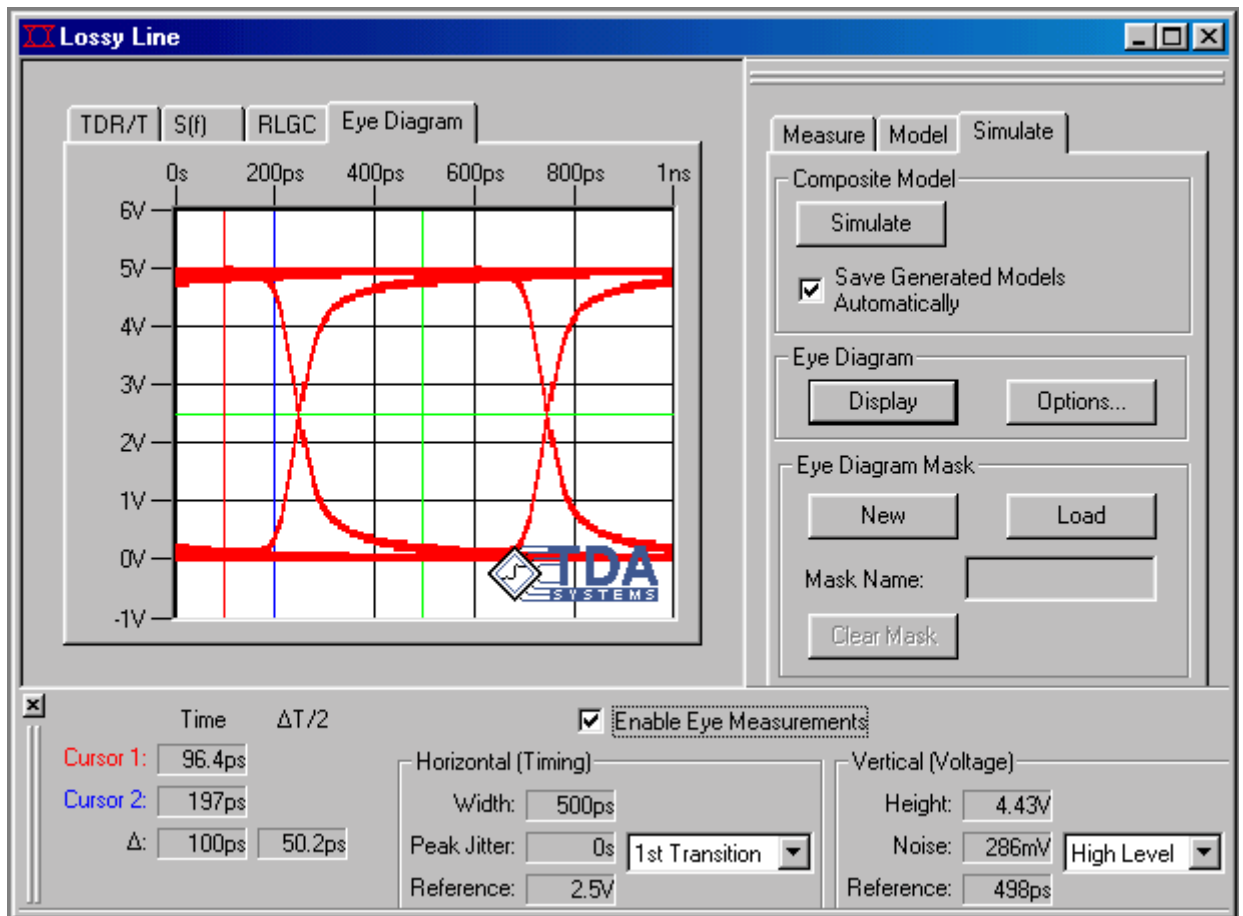 Lossy Line
TDR/T S(f) RLGC Eye Diagram
0s 200ps 400ps 600ps 800ps 1ns
6V
5V
4V
3V
2V
1V
0V
-1V
TDA
SYSTEMS
Measure Model Simulate
Composite Model
Simulate
Save Generated Models
Automatically
Eye Diagram
Display Options...
Eye Diagram Mask
New Load
Mask Name:
Clear Mask
Time ΔT/2
Cursor 1: 96.4ps
Cursor 2: 197ps
Δ: 100ps 50.2ps
Enable Eye Measurements
Horizontal (Timing)
Width: 500ps
Peak Jitter: 0s 1st Transition
Reference: 2.5V
Vertical (Voltage)
Height: 4.43V
Noise: 286mV High Level
Reference: 498ps